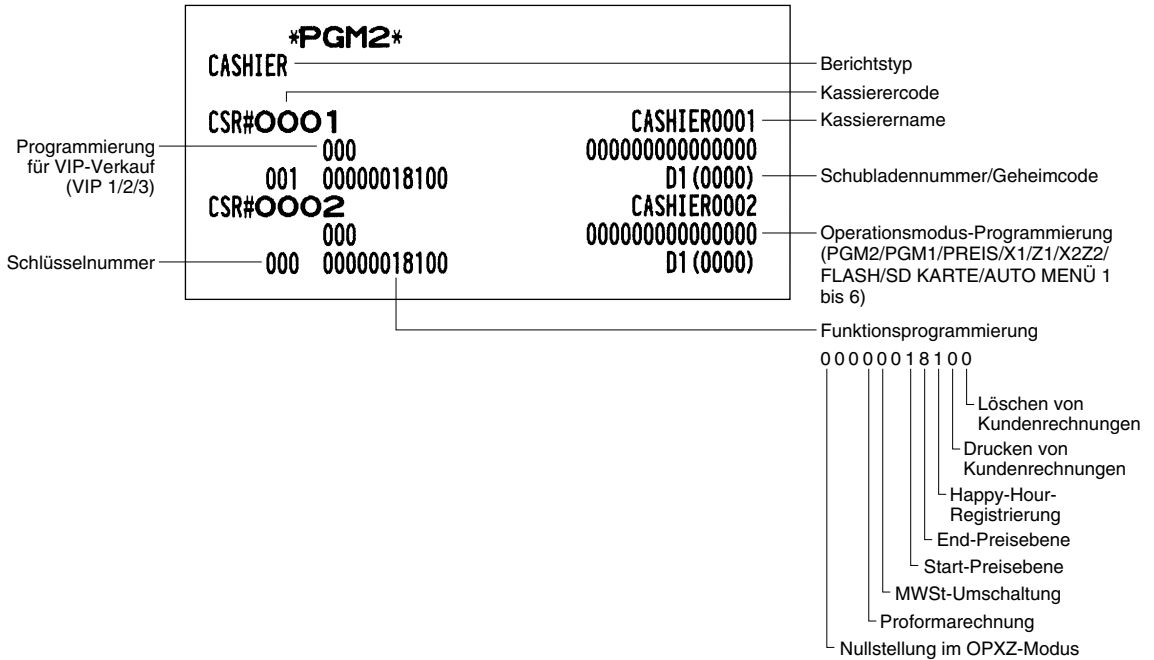 *PGM2*
CASHIER
Berichtstyp
Kassierercode
CSR#0001 CASHIER0001
Kassierername
Programmierung
für VIP-Verkauf
(VIP 1/2/3)
000 000000000000000
001 00000018100 D1(0000)
Schubladennummer/Geheimcode
CSR#0002 CASHIER0002
000 000000000000000
Operationsmodus-Programmierung
(PGM2/PGM1/PREIS/X1/Z1/X2Z2/
FLASH/SD KARTE/AUTO MENÜ 1
bis 6)
Schlüsselnummer
000 00000018100 D1(0000)
Funktionsprogrammierung
00000018100
Löschen von
Kundenrechnungen
Drucken von
Kundenrechnungen
Happy-Hour-
Registrierung
End-Preisebene
Start-Preisebene
MWSt-Umschaltung
Proformarechnung
Nullstellung im OPXZ-Modus